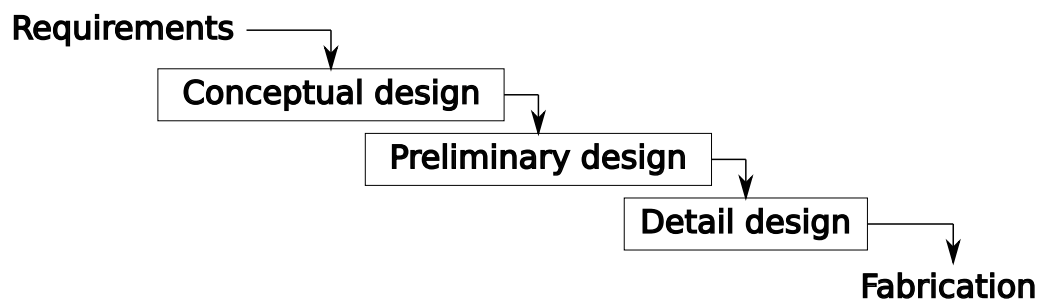 Requirements
Conceptual design
Preliminary design
Detail design
Fabrication